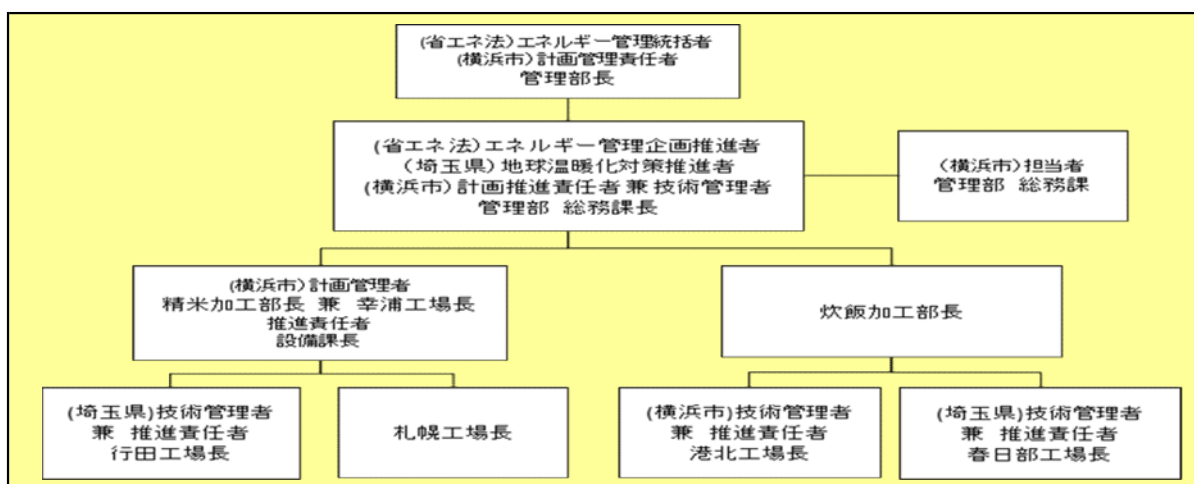 (省エネ法)エネルギー管理統括者
(横浜市)計画管理責任者
管理部長
(省エネ法)エネルギー管理企画推進者
(埼玉県)地球温暖化対策推進者
(横浜市)計画推進責任者 兼 技術管理者
管理部 総務課長
(横浜市)担当者
管理部 総務課
(横浜市)計画管理者
精米加工部長 兼 幸浦工場長
推進責任者
設備課長
炊飯加工部長
(埼玉県)技術管理者
兼 推進責任者
行田工場長
札幌工場長
(横浜市)技術管理者
兼 推進責任者
港北工場長
(埼玉県)技術管理者
兼 推進責任者
春日部工場長